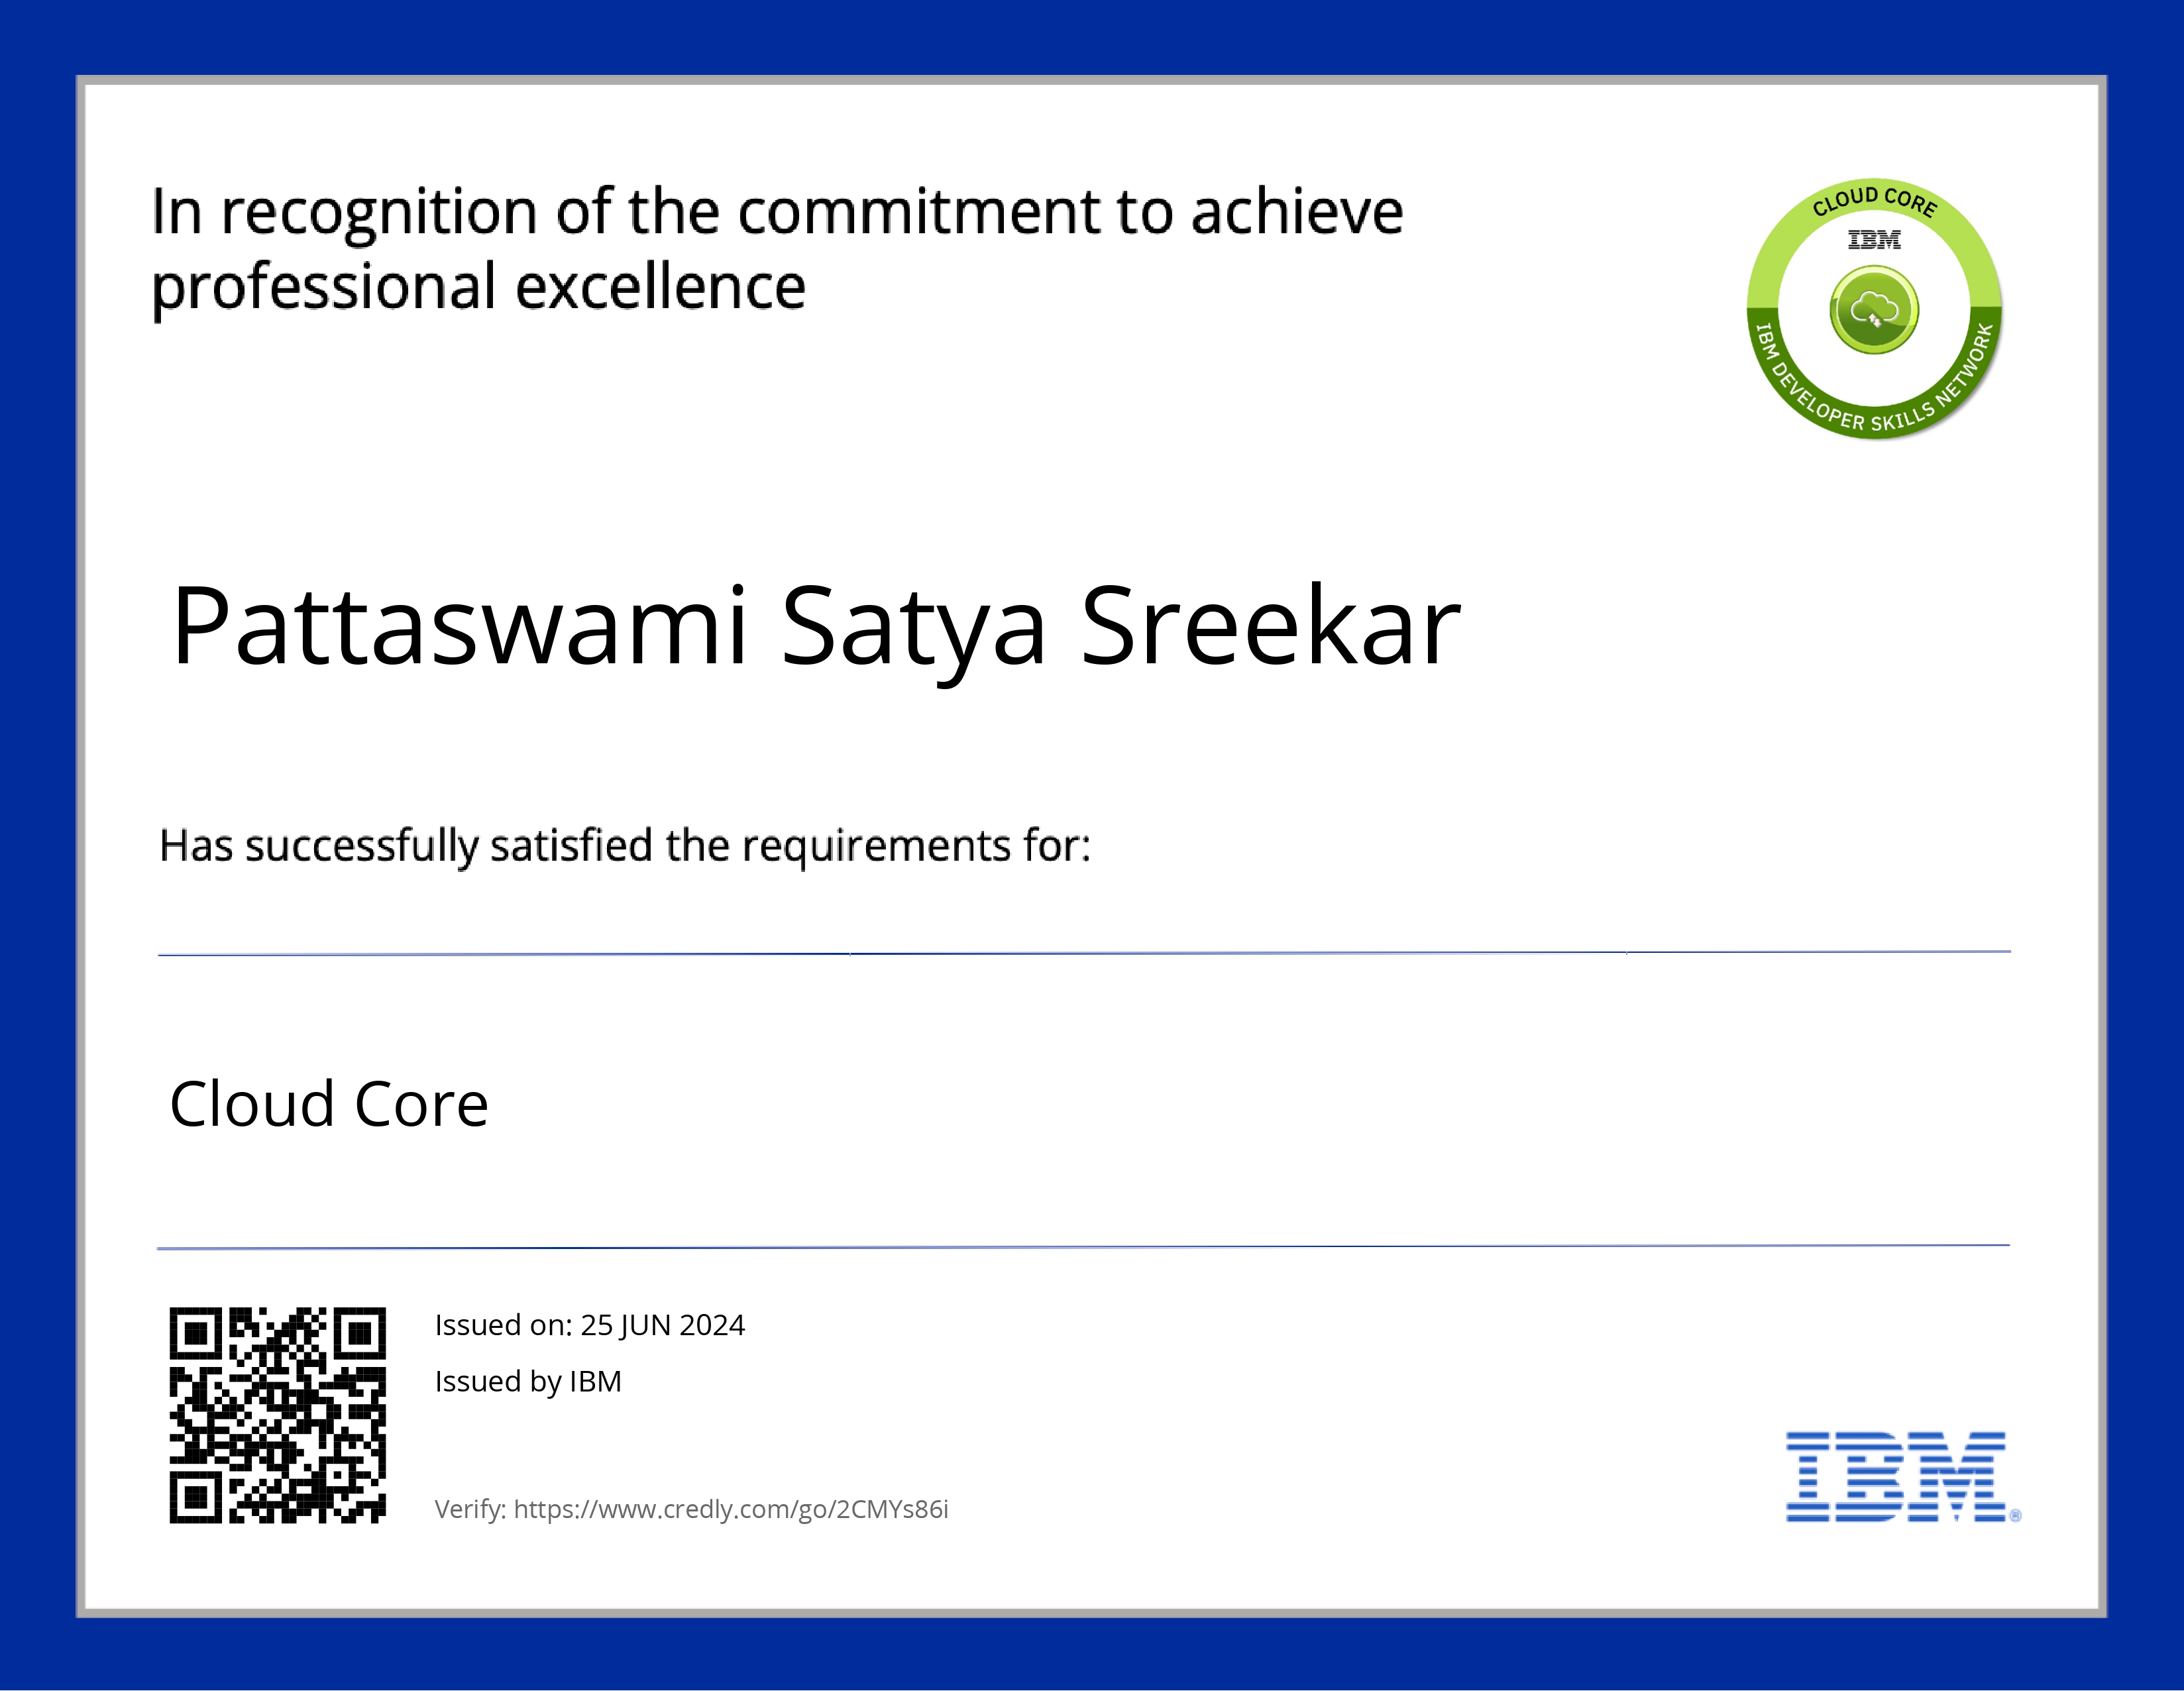 In recognition of the commitment to achieve
professional excellence
CLOUD CORE
IBM
IBM DEVELOPER SKILLS NETWORK
Pattaswami Satya Sreekar
Has successfully satisfied the requirements for:
Cloud Core
Issued on: 25 JUN 2024
Issued by IBM
Verify: https://www.credly.com/go/2CMYs86i
IBM®